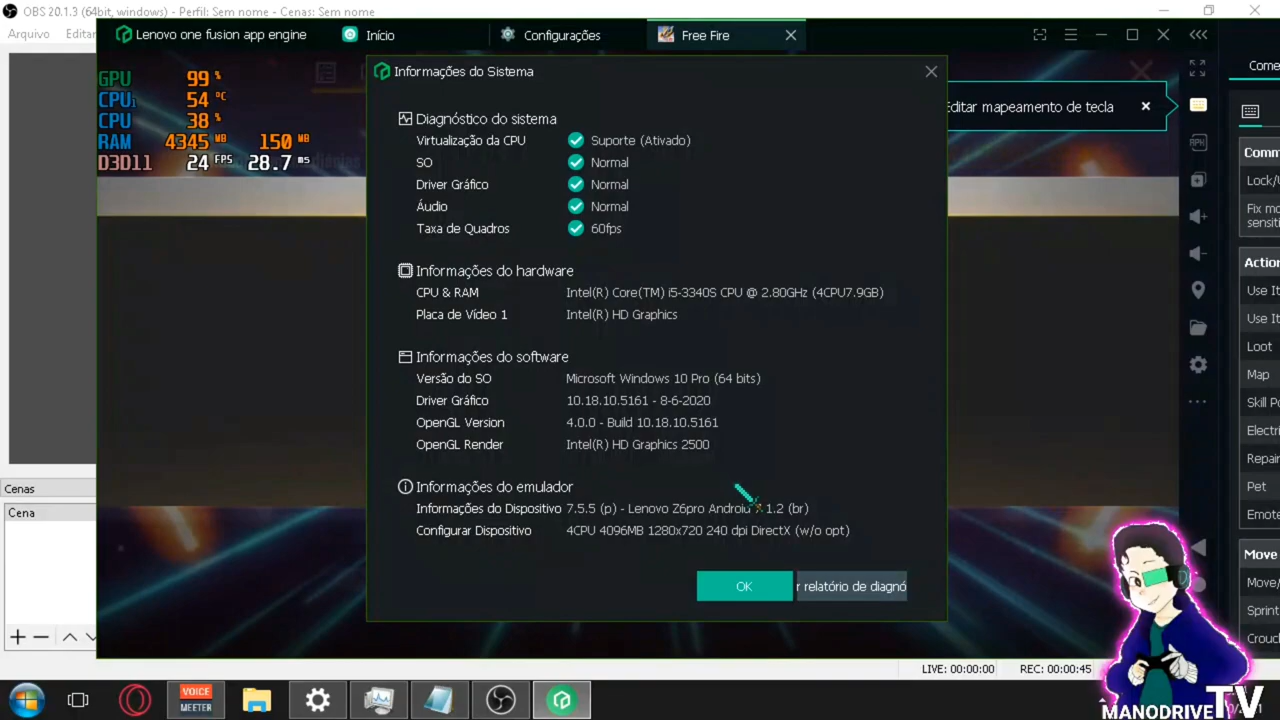 OBS 20.1.3 (64bit, windows) - Perfil: Sem nome - Cenas: Sem nome
Arquivo Editar
Lenovo one fusion app engine
Início
Configurações
Free Fire
GPU 99 %
CPU1 54 °C
CPU 38 %
RAM 4345 MB 150 MB
D3D11 24 FPS 28.7 ms
Informações do Sistema
Editar mapeamento de tecla
Diagnóstico do sistema
Virtualização da CPU Suporte (Ativado)
SO Normal
Driver Gráfico Normal
Áudio Normal
Taxa de Quadros 60fps
Informações do hardware
CPU & RAM Intel(R) Core(TM) i5-3340S CPU @ 2.80GHz (4CPU7.9GB)
Placa de Vídeo 1 Intel(R) HD Graphics
Informações do software
Versão do SO Microsoft Windows 10 Pro (64 bits)
Driver Gráfico 10.18.10.5161 - 8-6-2020
OpenGL Version 4.0.0 - Build 10.18.10.5161
OpenGL Render Intel(R) HD Graphics 2500
Informações do emulador
Informações do Dispositivo 7.5.5 (p) - Lenovo Z6pro Android 7.1.2 (br)
Configurar Dispositivo 4CPU 4096MB 1280x720 240 dpi DirectX (w/o opt)
OK
r relatório de diagnó
Come
Comm
Lock/U
Fix mo
sensiti
Action
Use It
Use It
Loot
Map
Skill Po
Electri
Repair
Pet
Emote
Move
Move/
Sprint
Crouch
Cenas
Cena
LIVE: 00:00:00
REC: 00:00:45
VOICE
MEETER
MANODRIVE TV